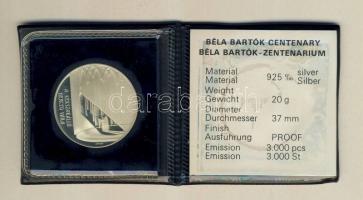 BÉLA BARTÓK CENTENARY
BÉLA BARTÓK-ZENTENARIUM
Material 925 ‰ silver
Material Silber
Weight
Gewicht 20 g
Diameter
Durchmesser 37 mm
Finish
Ausführung PROOF
Emission 3.000 pcs
Emission 3.000 St
darabanth